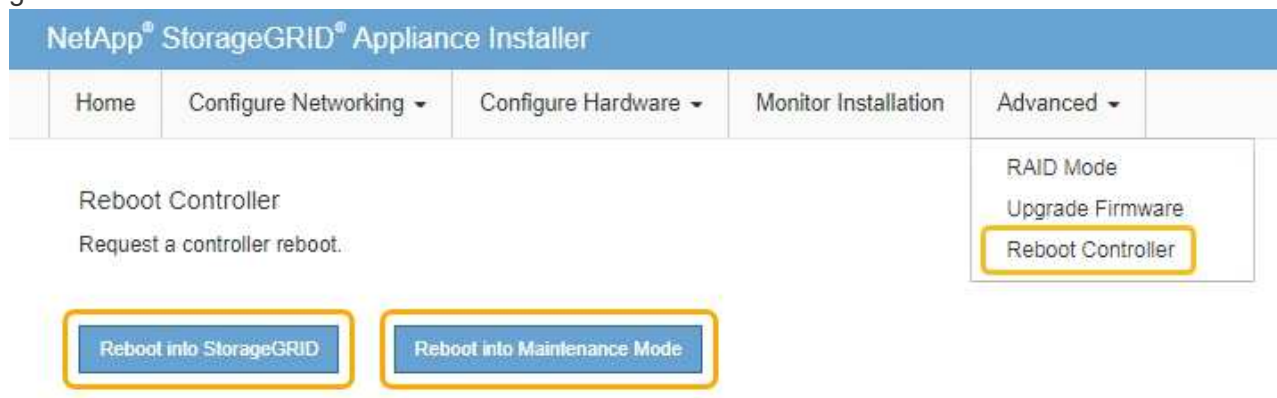 NetApp® StorageGRID® Appliance Installer
Home Configure Networking Configure Hardware Monitor Installation Advanced
RAID Mode
Upgrade Firmware
Reboot Controller
Reboot Controller
Request a controller reboot.
Reboot into StorageGRID Reboot into Maintenance Mode